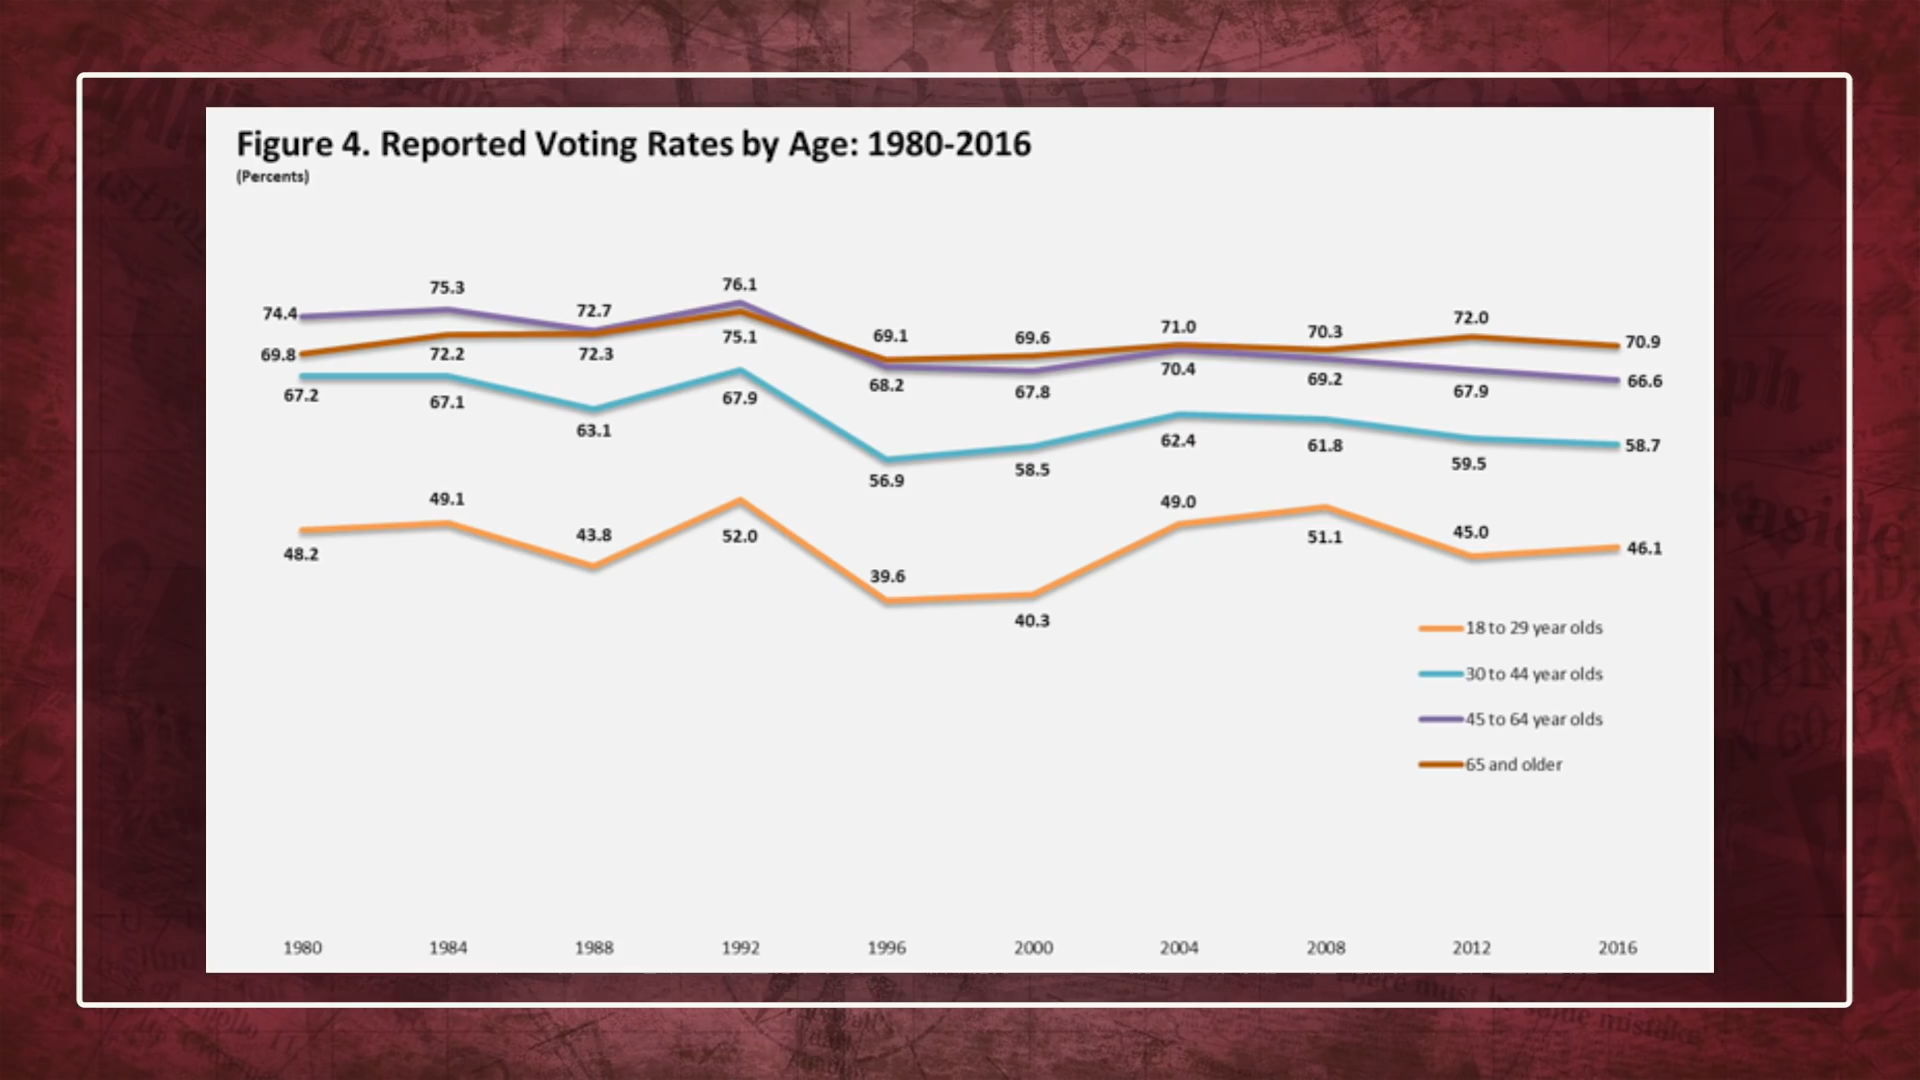 Figure 4. Reported Voting Rates by Age: 1980-2016
(Percents)
74.4 75.3 72.7 76.1 69.1 69.6 71.0 70.3 72.0 70.9
69.8 72.2 72.3 75.1 68.2 67.8 70.4 69.2 67.9 66.6
67.2 67.1 63.1 67.9 56.9 58.5 62.4 61.8 59.5 58.7
48.2 49.1 43.8 52.0 39.6 40.3 49.0 51.1 45.0 46.1
18 to 29 year olds
30 to 44 year olds
45 to 64 year olds
65 and older
1980 1984 1988 1992 1996 2000 2004 2008 2012 2016